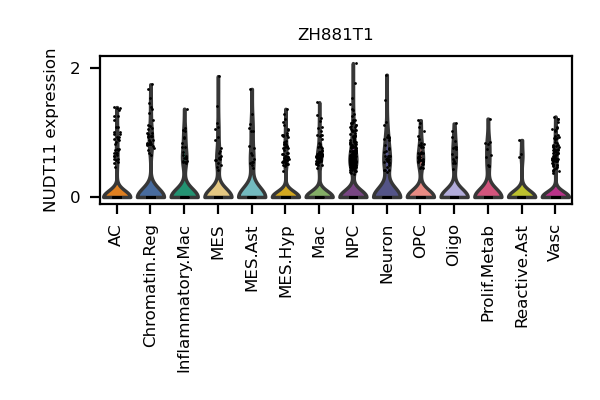 ZH881T1
NUDT11 expression
2
0
AC
Chromatin.Reg
Inflammatory.Mac
MES
MES.Ast
MES.Hyp
Mac
NPC
Neuron
OPC
Oligo
Prolif.Metab
Reactive.Ast
Vasc